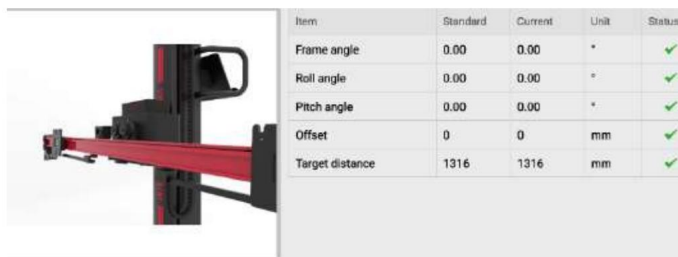 Item Standard Current Unit Status
Frame angle 0.00 0.00 °
Roll angle 0.00 0.00 °
Pitch angle 0.00 0.00 °
Offset 0 0 mm
Target distance 1316 1316 mm